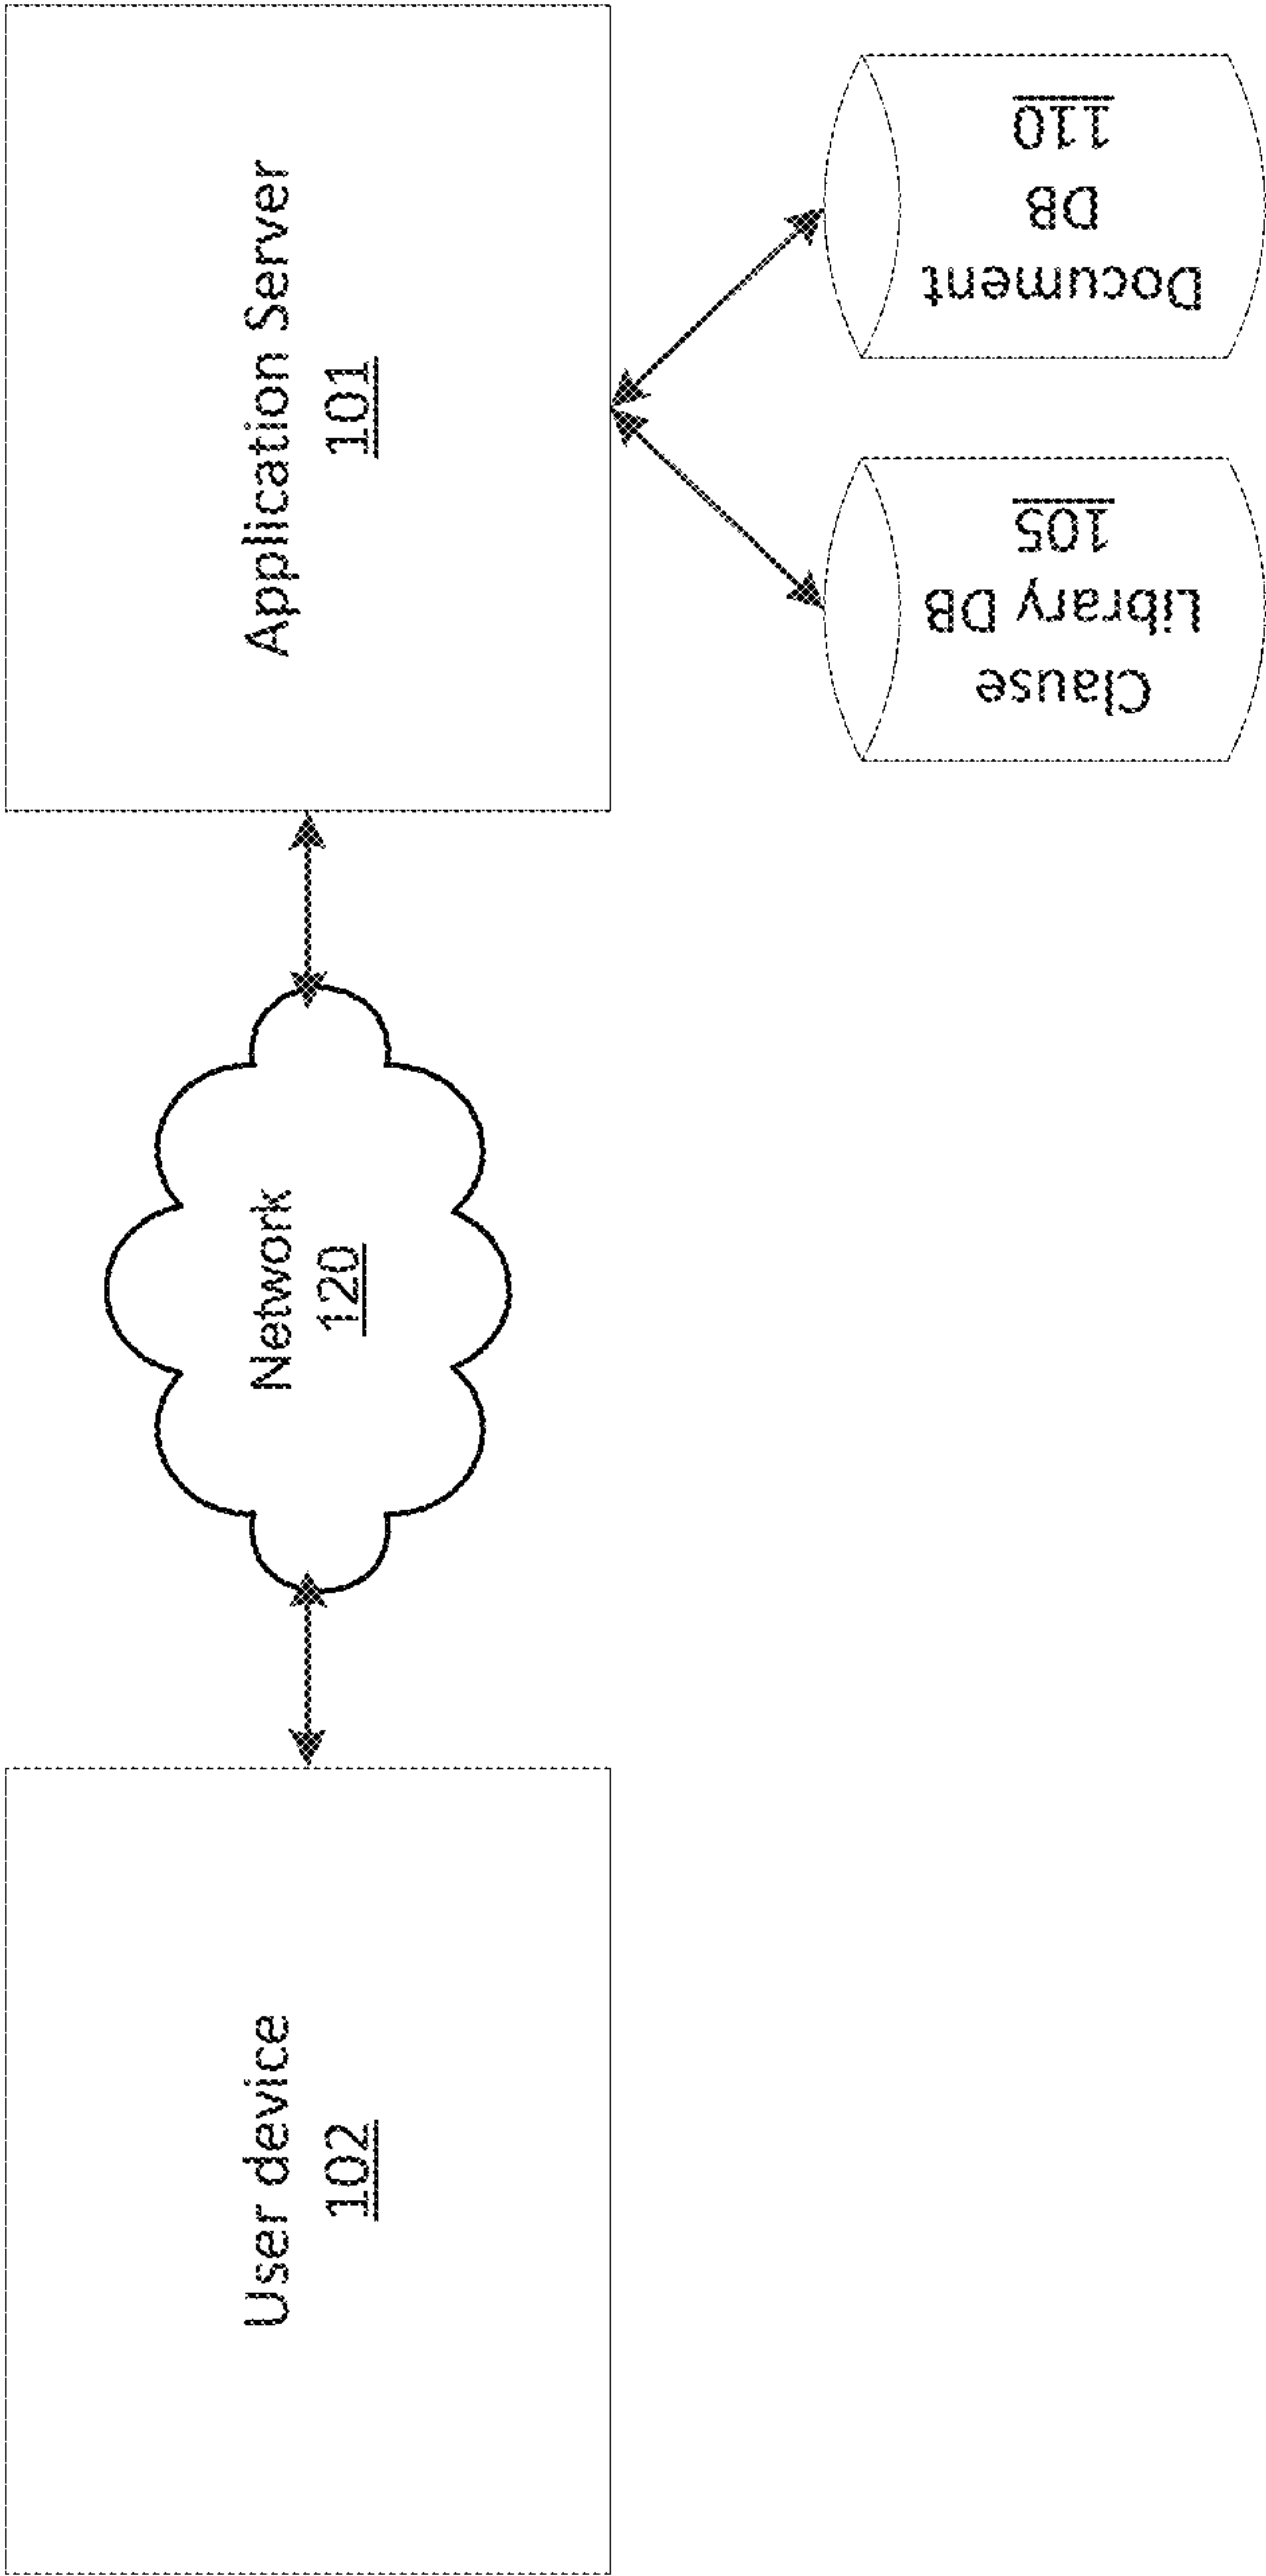 User device
102
Network
120
Application Server
101
Clause
Library DB
105
Document
DB
110